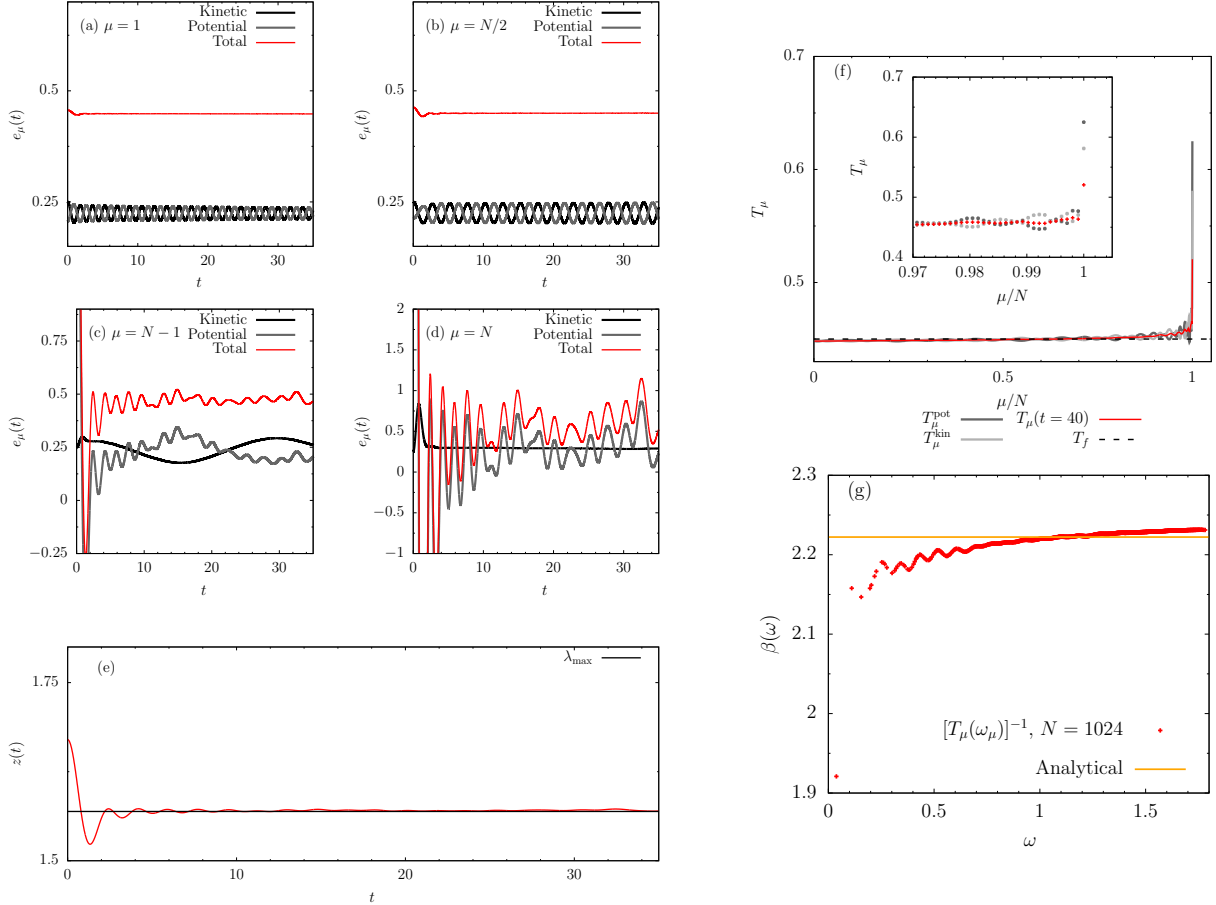 (a) μ = 1
Kinetic
Potential
Total
0.5
0.25
e_μ(t)
0 10 20 30
t
(b) μ = N/2
Kinetic
Potential
Total
0.5
0.25
e_μ(t)
0 10 20 30
t
(c) μ = N − 1
Kinetic
Potential
Total
0.75
0.5
0.25
0
−0.25
e_μ(t)
0 10 20 30
t
(d) μ = N
Kinetic
Potential
Total
2
1.5
1
0.5
0
−0.5
−1
e_μ(t)
0 10 20 30
t
(e)
λ_max
1.75
1.5
z(t)
0 10 20 30
t
(f)
0.7
0.6
0.5
T_μ
0 0.5 1
μ/N
0.7
0.6
0.5
0.4
T_μ
0.97 0.98 0.99 1
μ/N
T_μ^pot T_μ(t = 40)
T_μ^kin T_f
(g)
2.3
2.2
2.1
2
1.9
β(ω)
[T_μ(ω_μ)]^−1, N = 1024
Analytical
0 0.5 1 1.5
ω